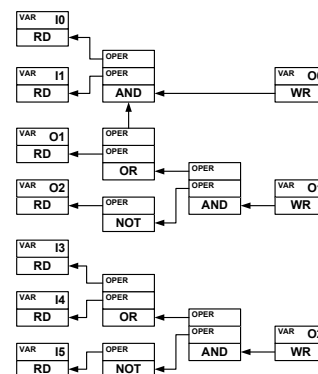 VAR I0
RD
OPER
VAR I1
OPER
VAR
RD
AND
WR
VAR O1
OPER
RD
OPER
OR
OPER
VAR O2
OPER
OPER
VAR
RD
NOT
AND
WR
VAR I3
RD
OPER
VAR I4
OPER
RD
OR
OPER
VAR I5
OPER
OPER
VAR
RD
NOT
AND
WR